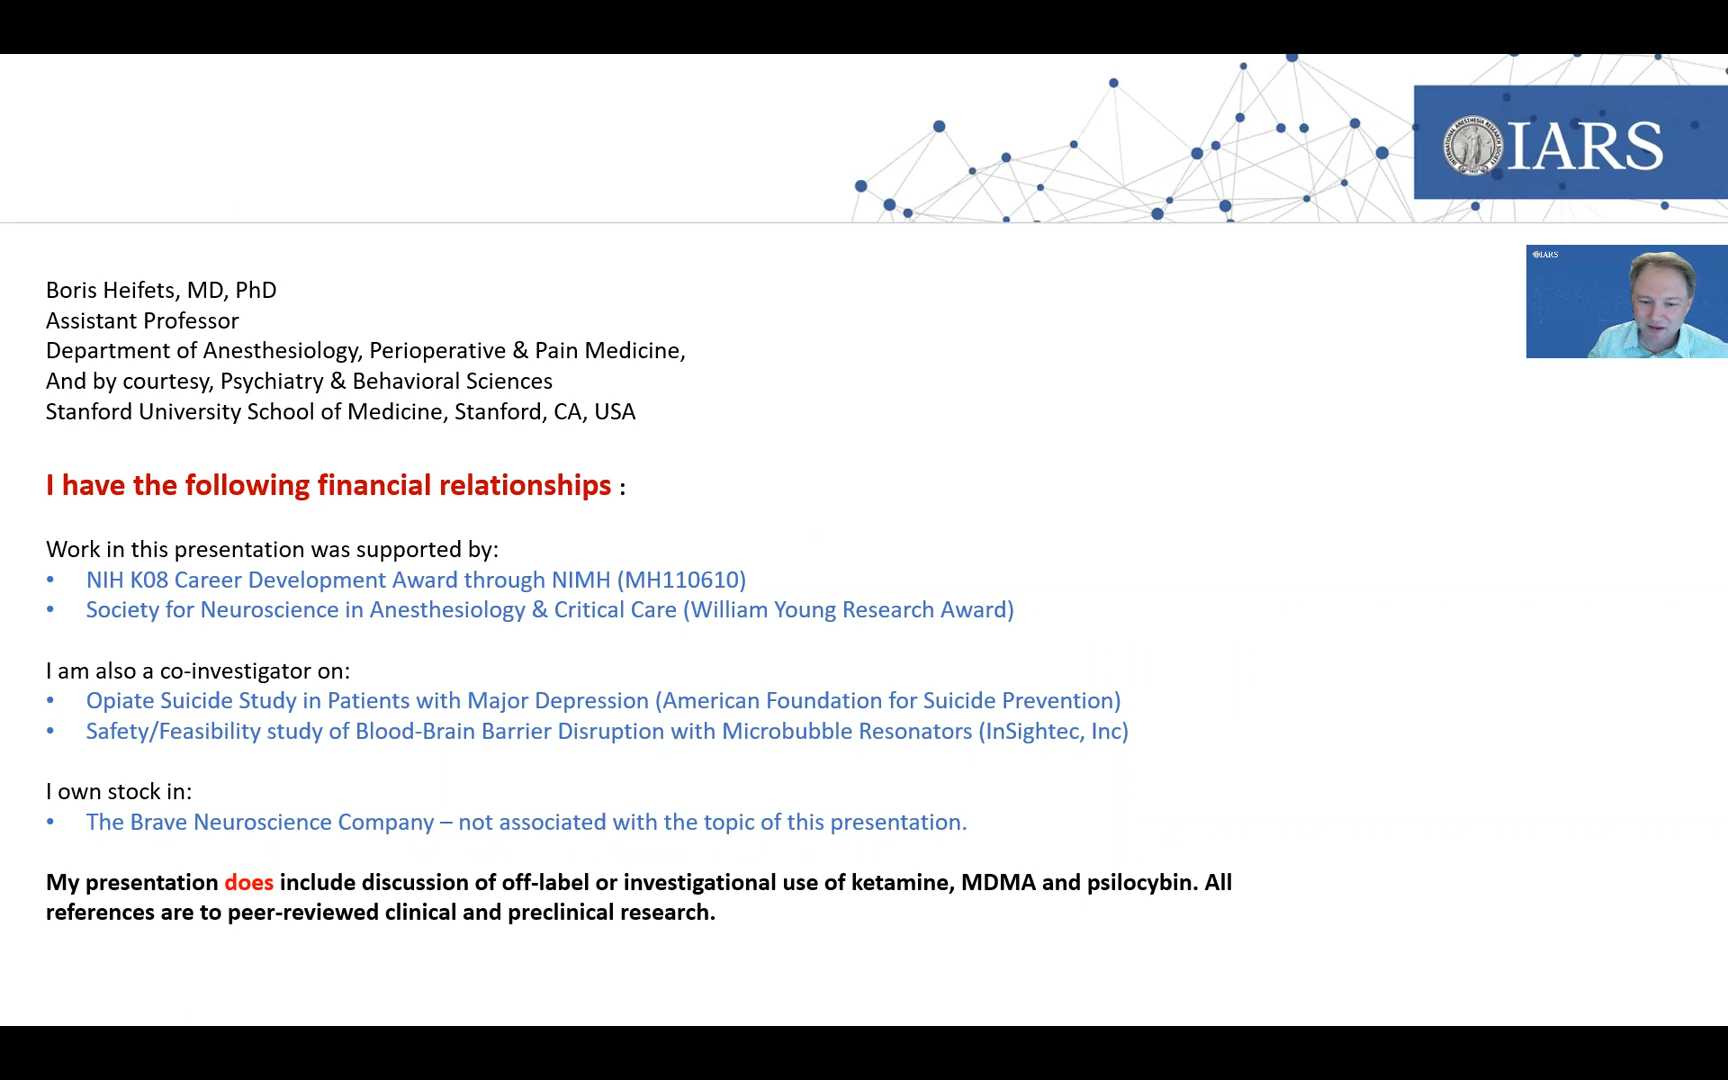 IARS
IARS
Boris Heifets, MD, PhD
Assistant Professor
Department of Anesthesiology, Perioperative & Pain Medicine,
And by courtesy, Psychiatry & Behavioral Sciences
Stanford University School of Medicine, Stanford, CA, USA
I have the following financial relationships :
Work in this presentation was supported by:
• NIH K08 Career Development Award through NIMH (MH110610)
• Society for Neuroscience in Anesthesiology & Critical Care (William Young Research Award)
I am also a co-investigator on:
• Opiate Suicide Study in Patients with Major Depression (American Foundation for Suicide Prevention)
• Safety/Feasibility study of Blood-Brain Barrier Disruption with Microbubble Resonators (InSightec, Inc)
I own stock in:
• The Brave Neuroscience Company – not associated with the topic of this presentation.
My presentation does include discussion of off-label or investigational use of ketamine, MDMA and psilocybin. All
references are to peer-reviewed clinical and preclinical research.